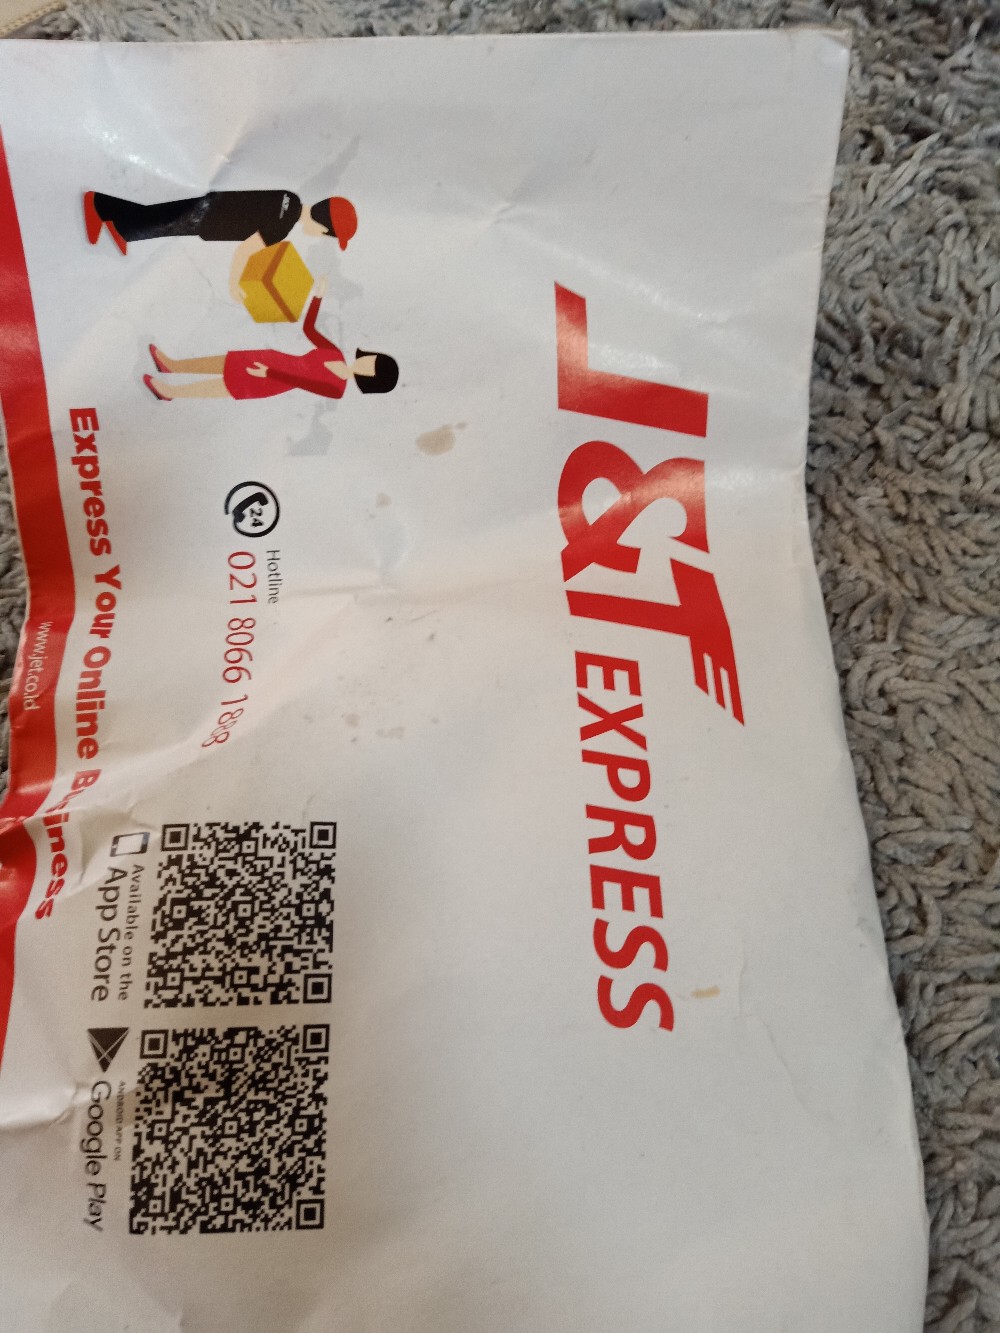 J&T EXPRESS
Hotline
24
021 8066 1888
Available on the
App Store
ANDROID APP ON
Google Play
Express Your Online Business
www.jet.co.id